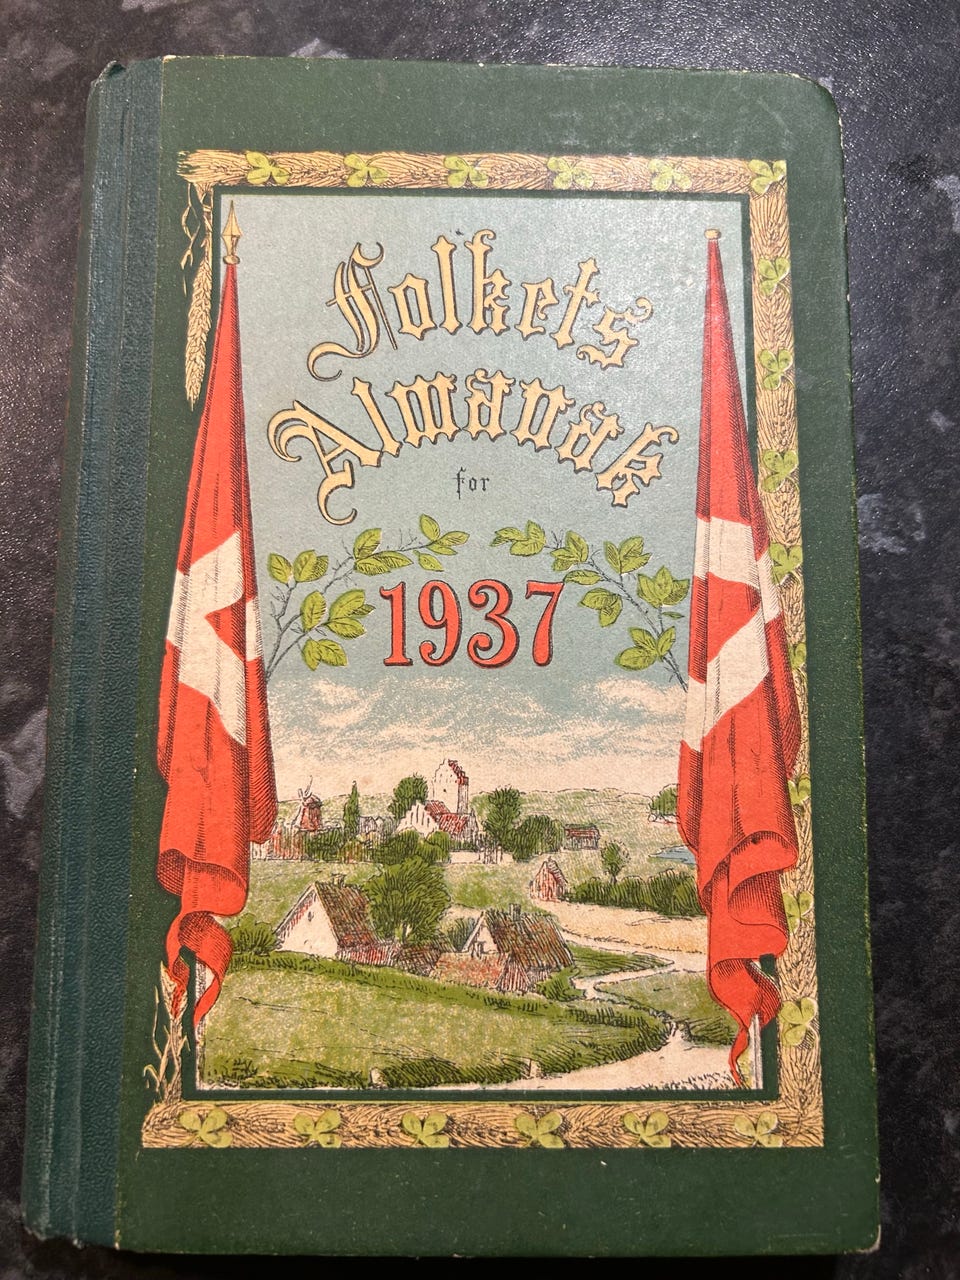 Folkets
Almanak
for
1937